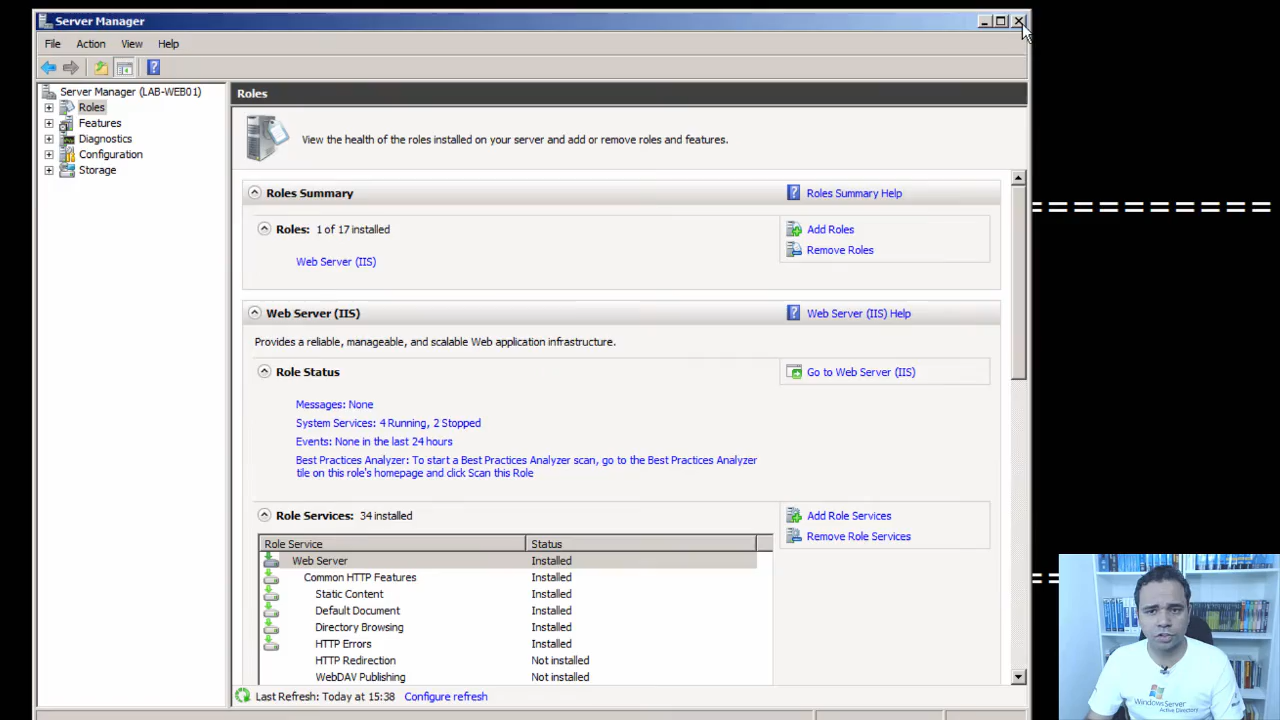 Server Manager
File Action View Help
Server Manager (LAB-WEB01)
Roles
Features
Diagnostics
Configuration
Storage
Roles
View the health of the roles installed on your server and add or remove roles and features.
Roles Summary
Roles Summary Help
Roles: 1 of 17 installed
Add Roles
Web Server (IIS)
Remove Roles
Web Server (IIS)
Web Server (IIS) Help
Provides a reliable, manageable, and scalable Web application infrastructure.
Role Status
Go to Web Server (IIS)
Messages: None
System Services: 4 Running, 2 Stopped
Events: None in the last 24 hours
Best Practices Analyzer: To start a Best Practices Analyzer scan, go to the Best Practices Analyzer
tile on this role's homepage and click Scan this Role
Role Services: 34 installed
Add Role Services
Remove Role Services
Role Service Status
Web Server Installed
Common HTTP Features Installed
Static Content Installed
Default Document Installed
Directory Browsing Installed
HTTP Errors Installed
HTTP Redirection Not installed
WebDAV Publishing Not installed
Last Refresh: Today at 15:38 Configure refresh
==========
==
Windows Server
Active Directory